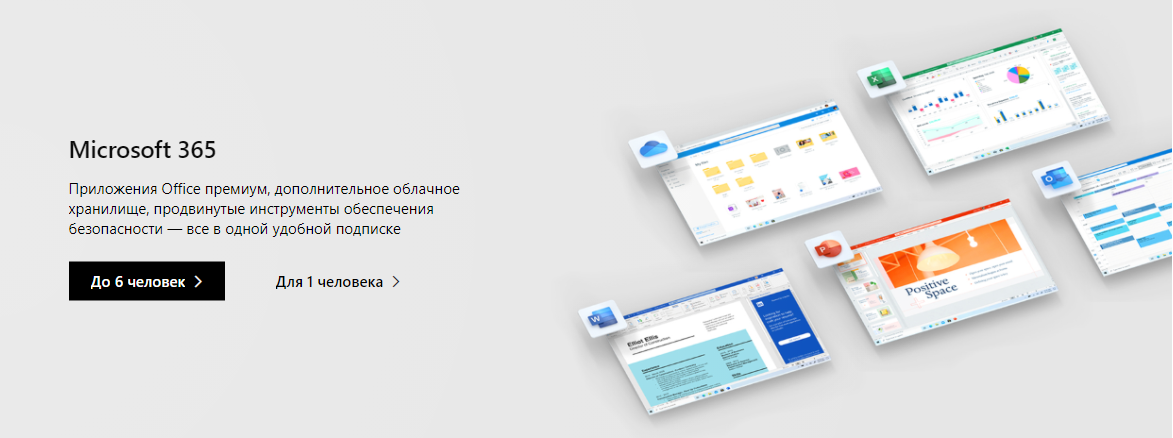 Microsoft 365
Приложения Office премиум, дополнительное облачное
хранилище, продвинутые инструменты обеспечения
безопасности — все в одной удобной подписке
До 6 человек
Для 1 человека
Positive
Space
Elliot Ellis